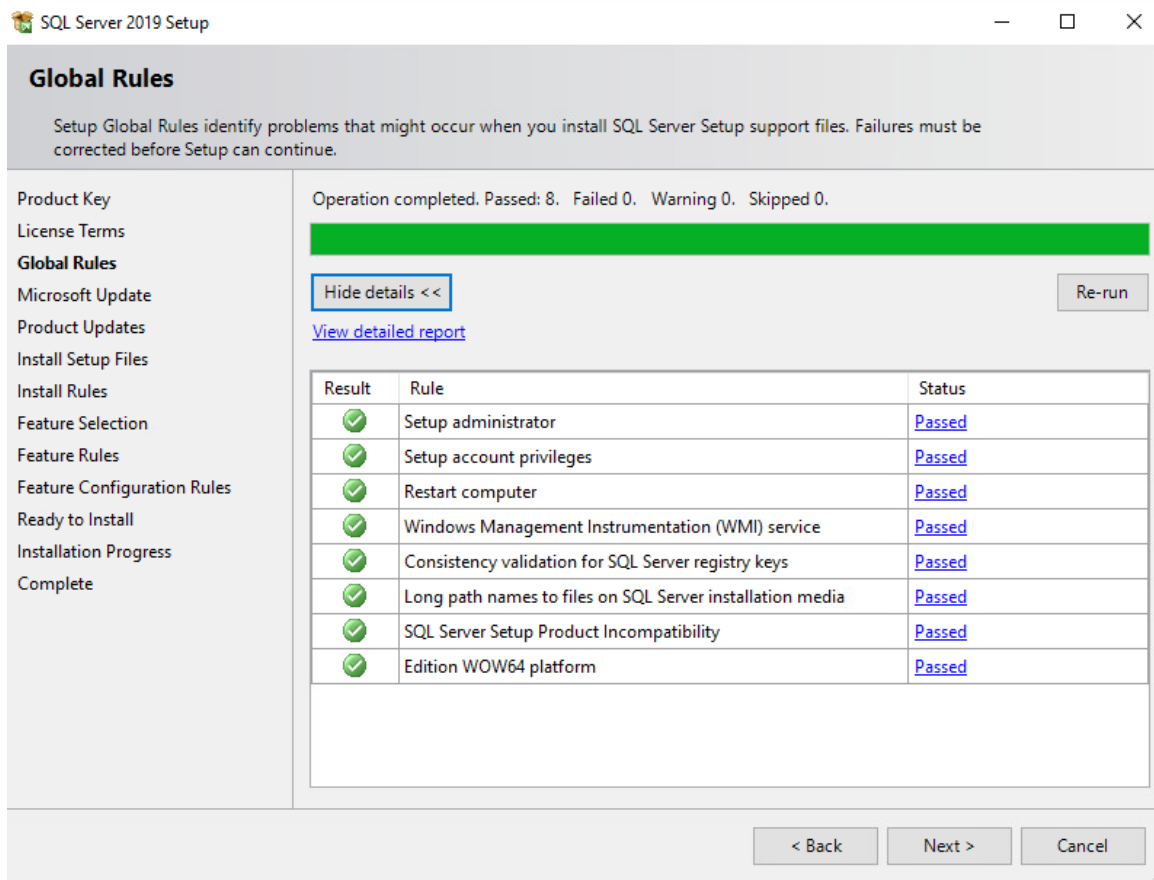 SQL Server 2019 Setup
Global Rules
Setup Global Rules identify problems that might occur when you install SQL Server Setup support files. Failures must be
corrected before Setup can continue.
Product Key
License Terms
Global Rules
Microsoft Update
Product Updates
Install Setup Files
Install Rules
Feature Selection
Feature Rules
Feature Configuration Rules
Ready to Install
Installation Progress
Complete
Operation completed. Passed: 8.   Failed 0.   Warning 0.   Skipped 0.
Hide details <<
Re-run
View detailed report
Result Rule Status
Setup administrator Passed
Setup account privileges Passed
Restart computer Passed
Windows Management Instrumentation (WMI) service Passed
Consistency validation for SQL Server registry keys Passed
Long path names to files on SQL Server installation media Passed
SQL Server Setup Product Incompatibility Passed
Edition WOW64 platform Passed
< Back Next > Cancel